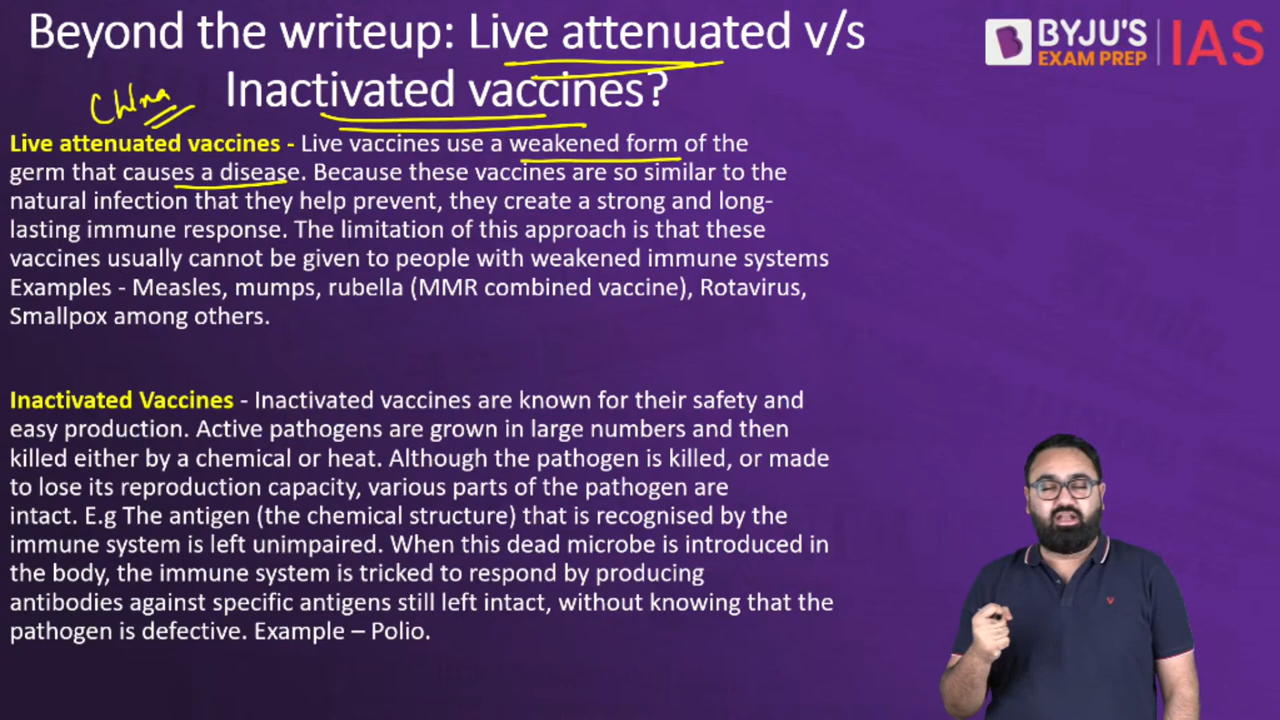 Beyond the writeup: Live attenuated v/s
Inactivated vaccines?
BYJU'S
EXAM PREP
IAS
China
Live attenuated vaccines - Live vaccines use a weakened form of the
germ that causes a disease. Because these vaccines are so similar to the
natural infection that they help prevent, they create a strong and long-
lasting immune response. The limitation of this approach is that these
vaccines usually cannot be given to people with weakened immune systems
Examples - Measles, mumps, rubella (MMR combined vaccine), Rotavirus,
Smallpox among others.
Inactivated Vaccines - Inactivated vaccines are known for their safety and
easy production. Active pathogens are grown in large numbers and then
killed either by a chemical or heat. Although the pathogen is killed, or made
to lose its reproduction capacity, various parts of the pathogen are
intact. E.g The antigen (the chemical structure) that is recognised by the
immune system is left unimpaired. When this dead microbe is introduced in
the body, the immune system is tricked to respond by producing
antibodies against specific antigens still left intact, without knowing that the
pathogen is defective. Example – Polio.